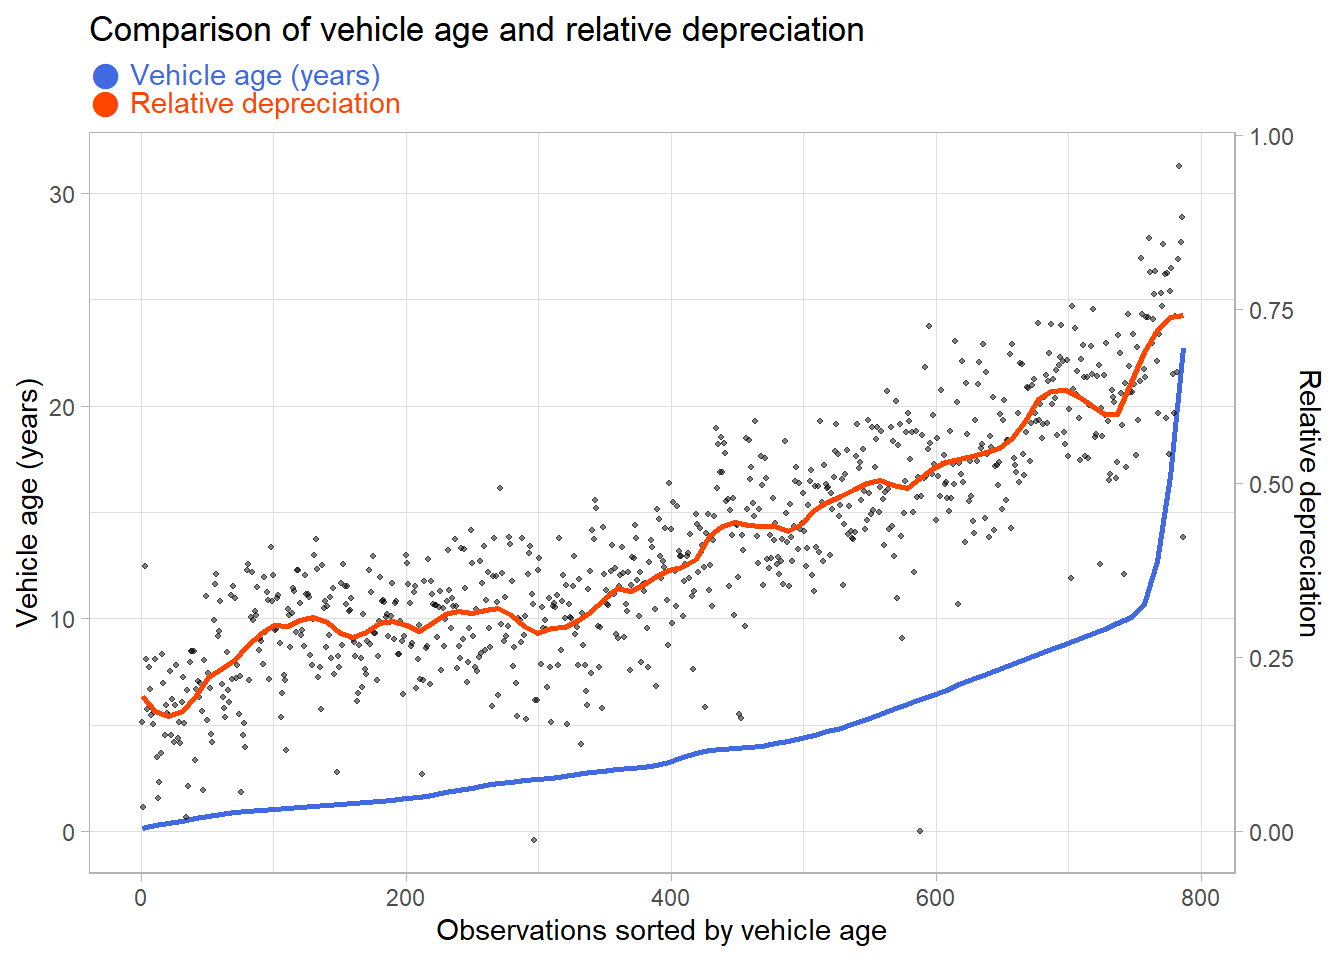 Comparison of vehicle age and relative depreciation
Vehicle age (years)
Relative depreciation
1.00
30
0.75
20
0.50
10
0.25
0
0.00
Vehicle age (years)
Relative depreciation
0 200 400 600 800
Observations sorted by vehicle age